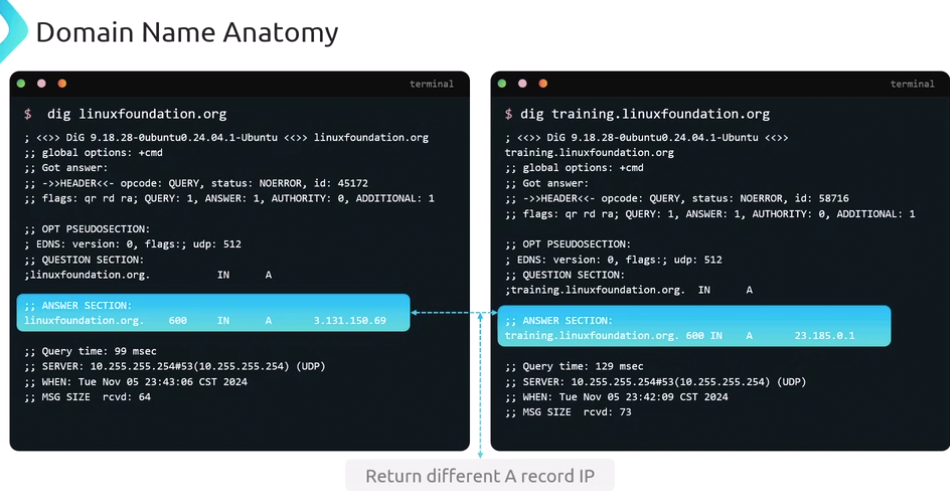 Domain Name Anatomy
terminal
$ dig linuxfoundation.org
; <<>> DiG 9.18.28-0ubuntu0.24.04.1-Ubuntu <<>> linuxfoundation.org
;; global options: +cmd
;; Got answer:
;; ->>HEADER<<- opcode: QUERY, status: NOERROR, id: 45172
;; flags: qr rd ra; QUERY: 1, ANSWER: 1, AUTHORITY: 0, ADDITIONAL: 1
;; OPT PSEUDOSECTION:
; EDNS: version: 0, flags:; udp: 512
;; QUESTION SECTION:
;linuxfoundation.org. IN A
;; ANSWER SECTION:
linuxfoundation.org. 600 IN A 3.131.150.69
;; Query time: 99 msec
;; SERVER: 10.255.255.254#53(10.255.255.254) (UDP)
;; WHEN: Tue Nov 05 23:43:06 CST 2024
;; MSG SIZE rcvd: 64
terminal
$ dig training.linuxfoundation.org
; <<>> DiG 9.18.28-0ubuntu0.24.04.1-Ubuntu <<>>
training.linuxfoundation.org
;; global options: +cmd
;; Got answer:
;; ->>HEADER<<- opcode: QUERY, status: NOERROR, id: 58716
;; flags: qr rd ra; QUERY: 1, ANSWER: 1, AUTHORITY: 0, ADDITIONAL: 1
;; OPT PSEUDOSECTION:
; EDNS: version: 0, flags:; udp: 512
;; QUESTION SECTION:
;training.linuxfoundation.org. IN A
;; ANSWER SECTION:
training.linuxfoundation.org. 600 IN A 23.185.0.1
;; Query time: 129 msec
;; SERVER: 10.255.255.254#53(10.255.255.254) (UDP)
;; WHEN: Tue Nov 05 23:42:09 CST 2024
;; MSG SIZE rcvd: 73
Return different A record IP